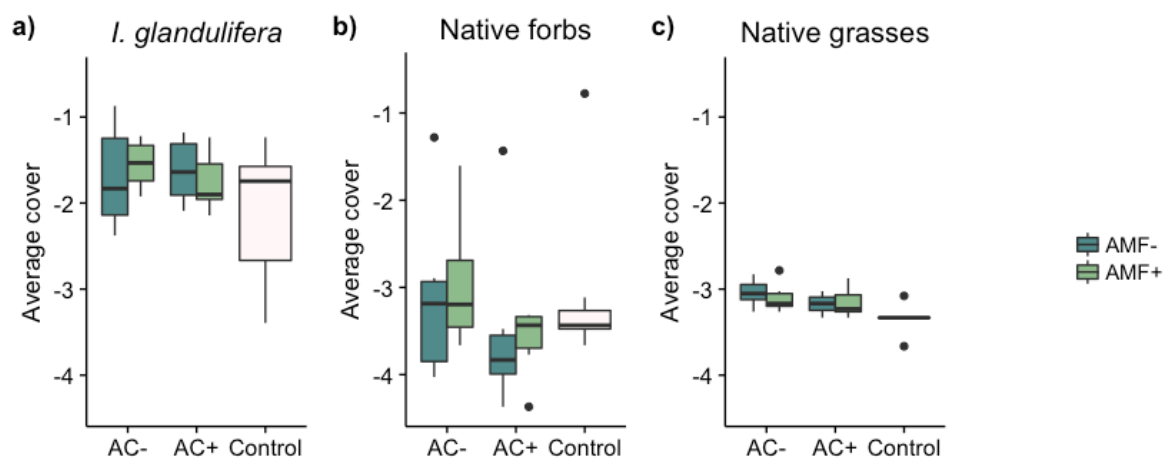 a) I. glandulifera
Average cover
-1
-2
-3
-4
AC- AC+ Control
b) Native forbs
Average cover
-1
-2
-3
-4
AC- AC+ Control
c) Native grasses
Average cover
-1
-2
-3
-4
AC- AC+ Control
AMF-
AMF+